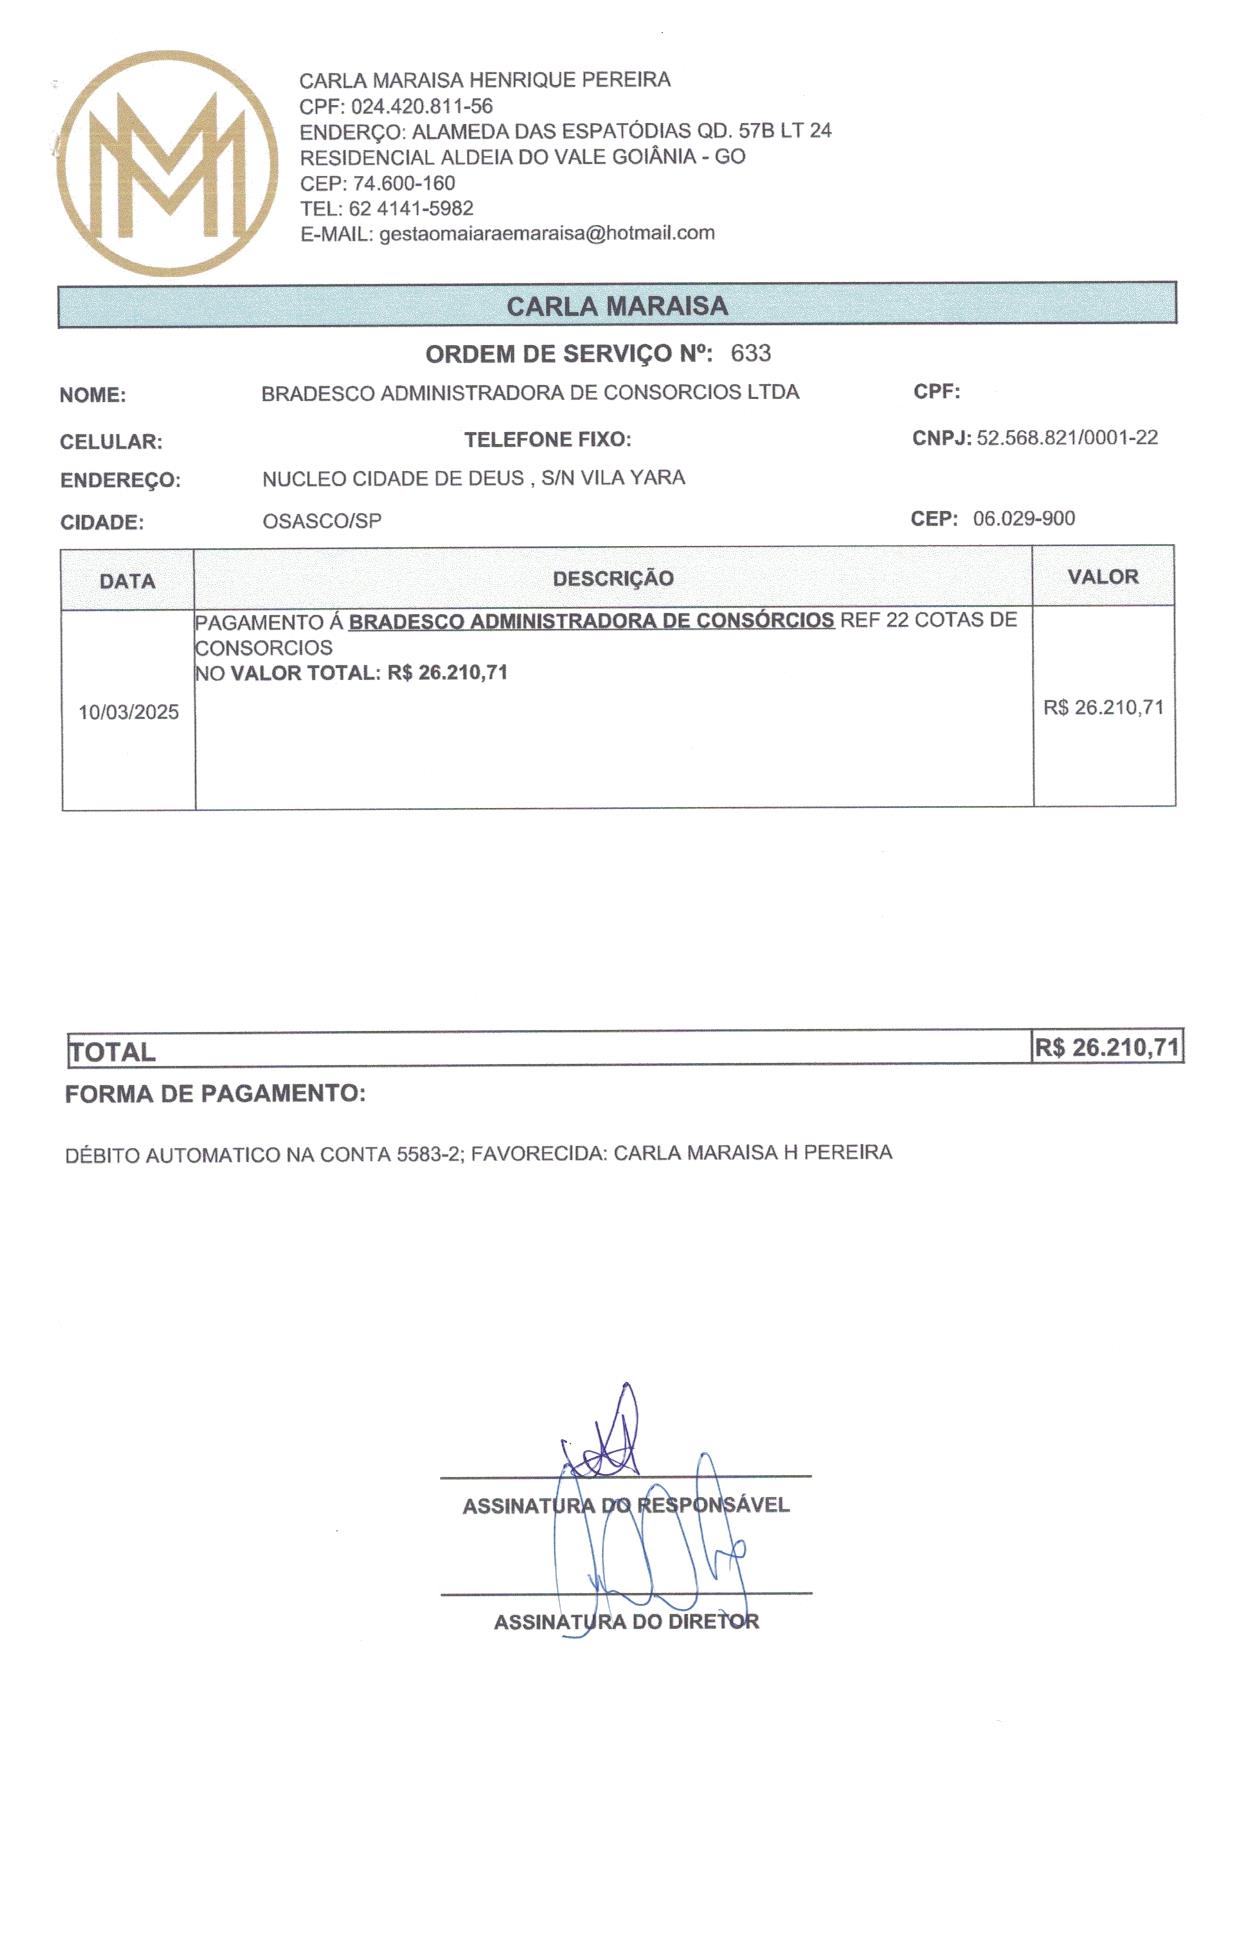 CARLA MARAISA HENRIQUE PEREIRA
CPF: 024.420.811-56
ENDERÇO: ALAMEDA DAS ESPATÓDIAS QD. 57B LT 24
RESIDENCIAL ALDEIA DO VALE GOIÂNIA - GO
CEP: 74.600-160
TEL: 62 4141-5982
E-MAIL: gestaomaiaraemaraisa@hotmail.com
CARLA MARAISA
ORDEM DE SERVIÇO Nº: 633
NOME: BRADESCO ADMINISTRADORA DE CONSORCIOS LTDA CPF:
CELULAR: TELEFONE FIXO: CNPJ: 52.568.821/0001-22
ENDEREÇO: NUCLEO CIDADE DE DEUS , S/N VILA YARA
CIDADE: OSASCO/SP CEP: 06.029-900
DATA DESCRIÇÃO VALOR
PAGAMENTO Á BRADESCO ADMINISTRADORA DE CONSÓRCIOS REF 22 COTAS DE
CONSORCIOS
NO VALOR TOTAL: R$ 26.210,71
10/03/2025 R$ 26.210,71
TOTAL R$ 26.210,71
FORMA DE PAGAMENTO:
DÉBITO AUTOMATICO NA CONTA 5583-2; FAVORECIDA: CARLA MARAISA H PEREIRA
ASSINATURA DO RESPONSÁVEL
ASSINATURA DO DIRETOR